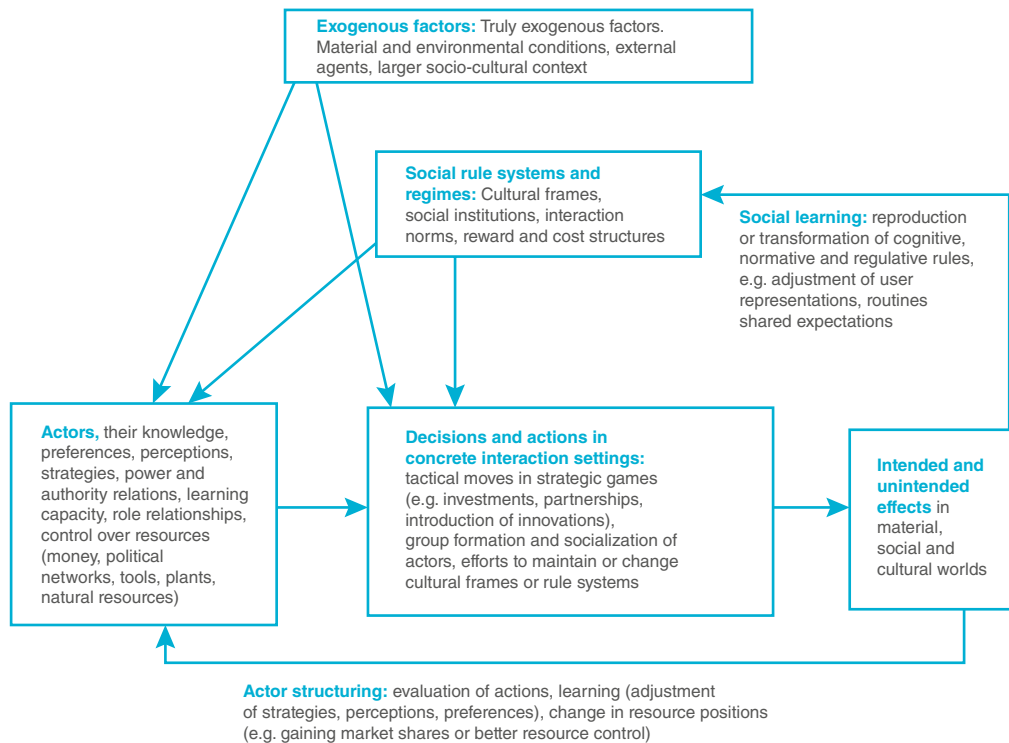 Exogenous factors: Truly exogenous factors.
Material and environmental conditions, external
agents, larger socio-cultural context
Social rule systems and
regimes: Cultural frames,
social institutions, interaction
norms, reward and cost structures
Social learning: reproduction
or transformation of cognitive,
normative and regulative rules,
e.g. adjustment of user
representations, routines
shared expectations
Actors, their knowledge,
preferences, perceptions,
strategies, power and
authority relations, learning
capacity, role relationships,
control over resources
(money, political
networks, tools, plants,
natural resources)
Decisions and actions in
concrete interaction settings:
tactical moves in strategic games
(e.g. investments, partnerships,
introduction of innovations),
group formation and socialization of
actors, efforts to maintain or change
cultural frames or rule systems
Intended and
unintended
effects in
material,
social and
cultural worlds
Actor structuring: evaluation of actions, learning (adjustment
of strategies, perceptions, preferences), change in resource positions
(e.g. gaining market shares or better resource control)